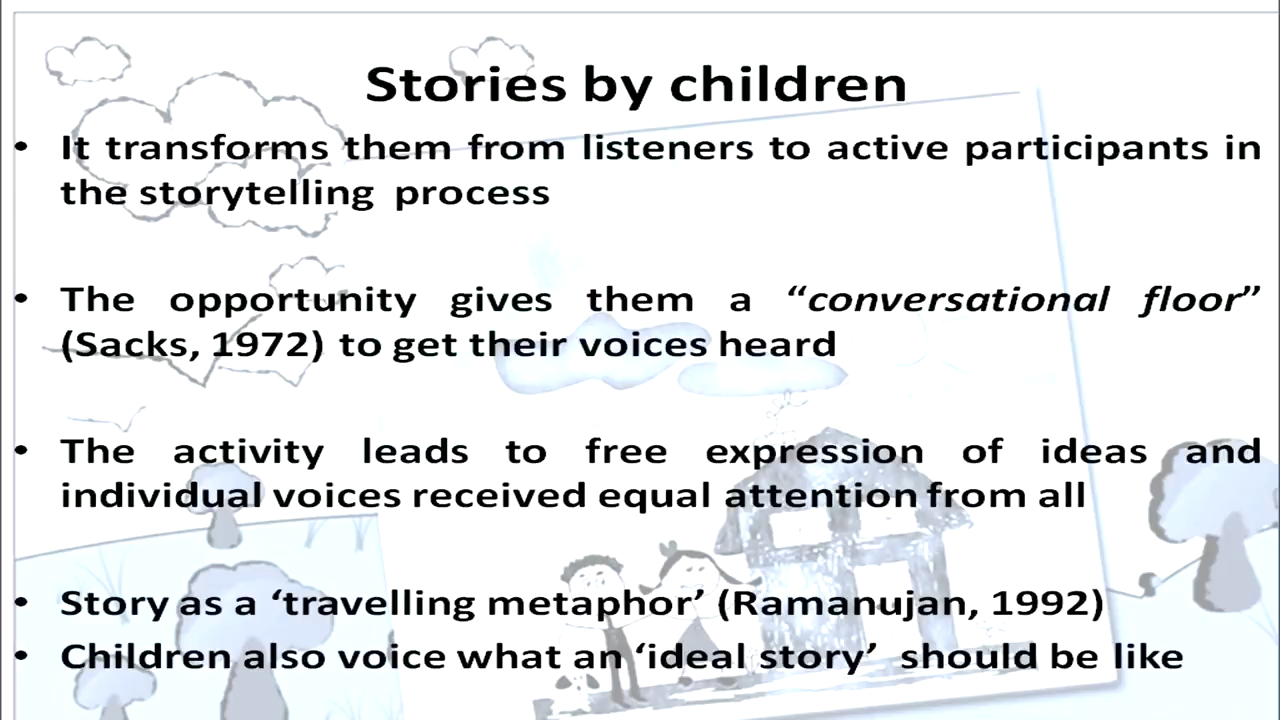 Stories by children
• It transforms them from listeners to active participants in
the storytelling process
• The opportunity gives them a “conversational floor”
(Sacks, 1972) to get their voices heard
• The activity leads to free expression of ideas and
individual voices received equal attention from all
• Story as a ‘travelling metaphor’ (Ramanujan, 1992)
• Children also voice what an ‘ideal story’ should be like